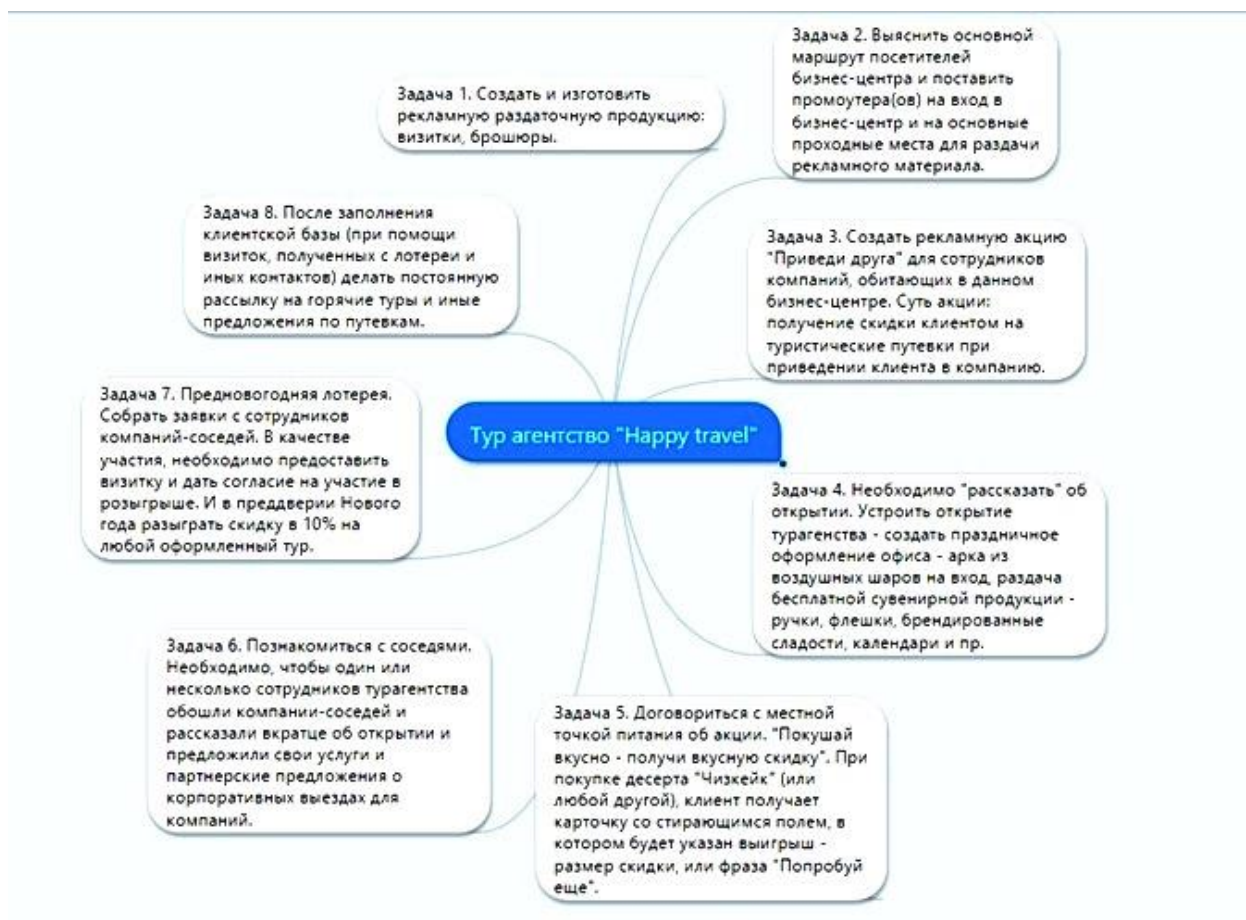 Задача 1. Создать и изготовить
рекламную раздаточную продукцию:
визитки, брошюры.
Задача 2. Выяснить основной
маршрут посетителей
бизнес-центра и поставить
промоутера(ов) на вход в
бизнес-центр и на основные
проходные места для раздачи
рекламного материала.
Задача 3. Создать рекламную акцию
"Приведи друга" для сотрудников
компаний, обитающих в данном
бизнес-центре. Суть акции:
получение скидки клиентом на
туристические путевки при
приведении клиента в компанию.
Тур агентство "Happy travel"
Задача 4. Необходимо "рассказать" об
открытии. Устроить открытие
турагенства - создать праздничное
оформление офиса - арка из
воздушных шаров на вход, раздача
бесплатной сувенирной продукции -
ручки, флешки, брендированные
сладости, календари и пр.
Задача 5. Договориться с местной
точкой питания об акции. "Покушай
вкусно - получи вкусную скидку". При
покупке десерта "Чизкейк" (или
любой другой), клиент получает
карточку со стирающимся полем, в
котором будет указан выигрыш -
размер скидки, или фраза "Попробуй
еще".
Задача 6. Познакомиться с соседями.
Необходимо, чтобы один или
несколько сотрудников турагентства
обошли компании-соседей и
рассказали вкратце об открытии и
предложили свои услуги и
партнерские предложения о
корпоративных выездах для
компаний.
Задача 7. Предновогодняя лотерея.
Собрать заявки с сотрудников
компаний-соседей. В качестве
участия, необходимо предоставить
визитку и дать согласие на участие в
розыгрыше. И в преддверии Нового
года разыграть скидку в 10% на
любой оформленный тур.
Задача 8. После заполнения
клиентской базы (при помощи
визиток, полученных с лотереи и
иных контактов) делать постоянную
рассылку на горячие туры и иные
предложения по путевкам.